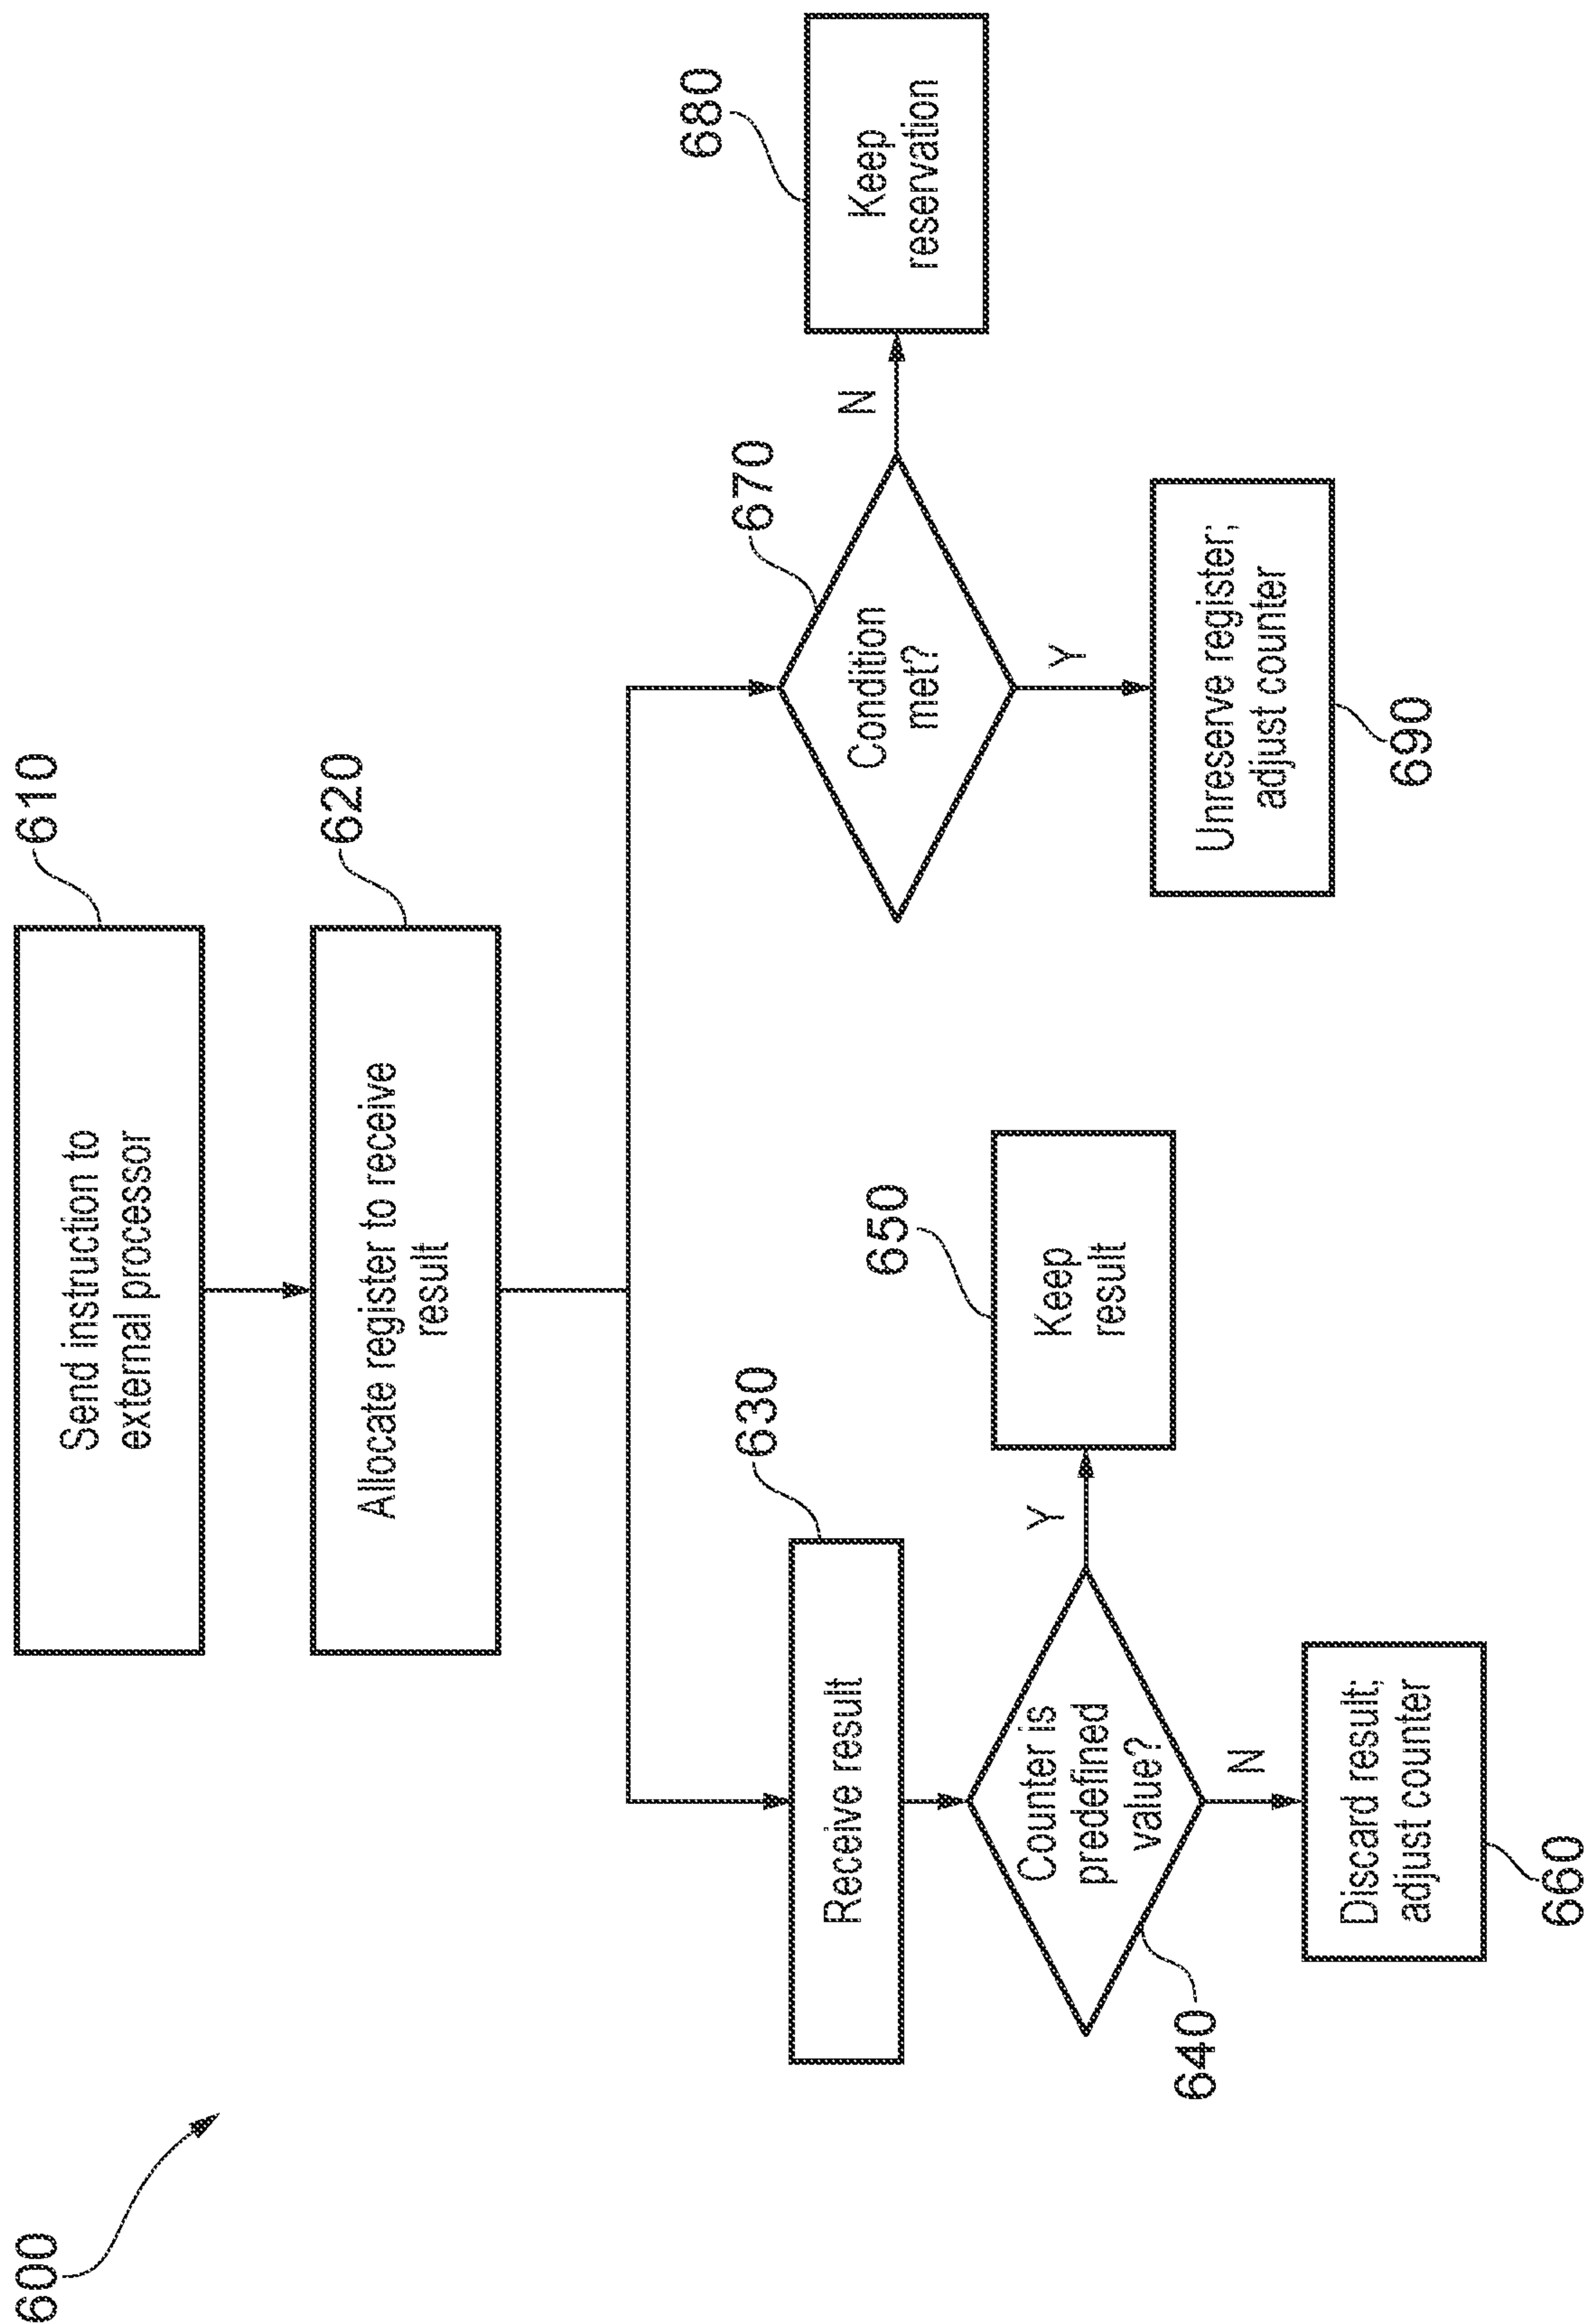 600
610
Send instruction to
external processor
620
Allocate register to receive
result
630
Receive result
640
Counter is
predefined
value?
Y
650
Keep
result
N
Discard result;
adjust counter
660
670
Condition
met?
N
680
Keep
reservation
Y
Unreserve register;
adjust counter
690